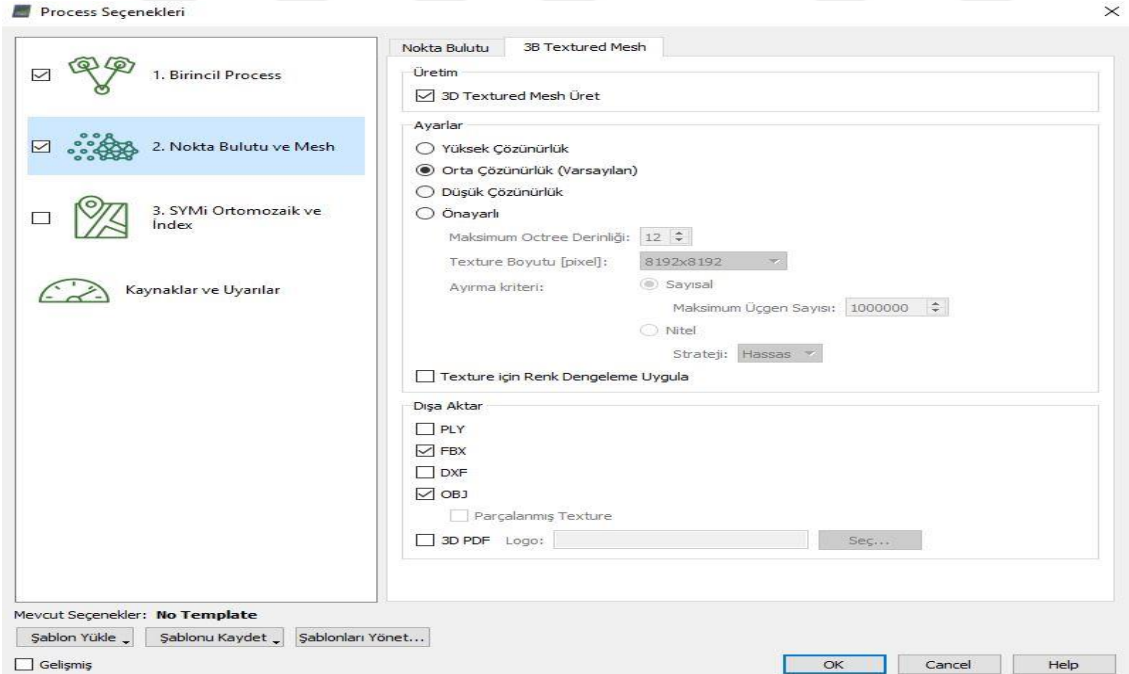 Process Seçenekleri
1. Birincil Process
2. Nokta Bulutu ve Mesh
3. SYMi Ortomozaik ve
İndex
Kaynaklar ve Uyarılar
Nokta Bulutu
3B Textured Mesh
Üretim
3D Textured Mesh Üret
Ayarlar
Yüksek Çözünürlük
Orta Çözünürlük (Varsayılan)
Düşük Çözünürlük
Önayarlı
Maksimum Octree Derinliği: 12
Texture Boyutu [pixel]: 8192x8192
Ayırma kriteri: Sayısal
Maksimum Üçgen Sayısı: 1000000
Nitel
Strateji: Hassas
Texture için Renk Dengeleme Uygula
Dışa Aktar
PLY
FBX
DXF
OBJ
Parçalanmış Texture
3D PDF Logo: Seç...
Mevcut Seçenekler: No Template
Şablon Yükle Şablonu Kaydet Şablonları Yönet...
Gelişmiş
OK Cancel Help